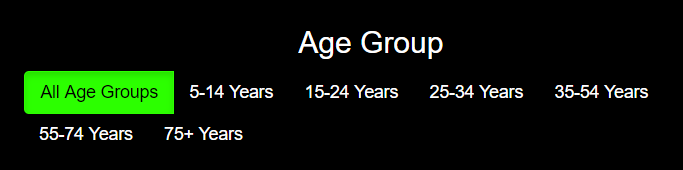 Age Group
All Age Groups 5-14 Years 15-24 Years 25-34 Years 35-54 Years
55-74 Years 75+ Years